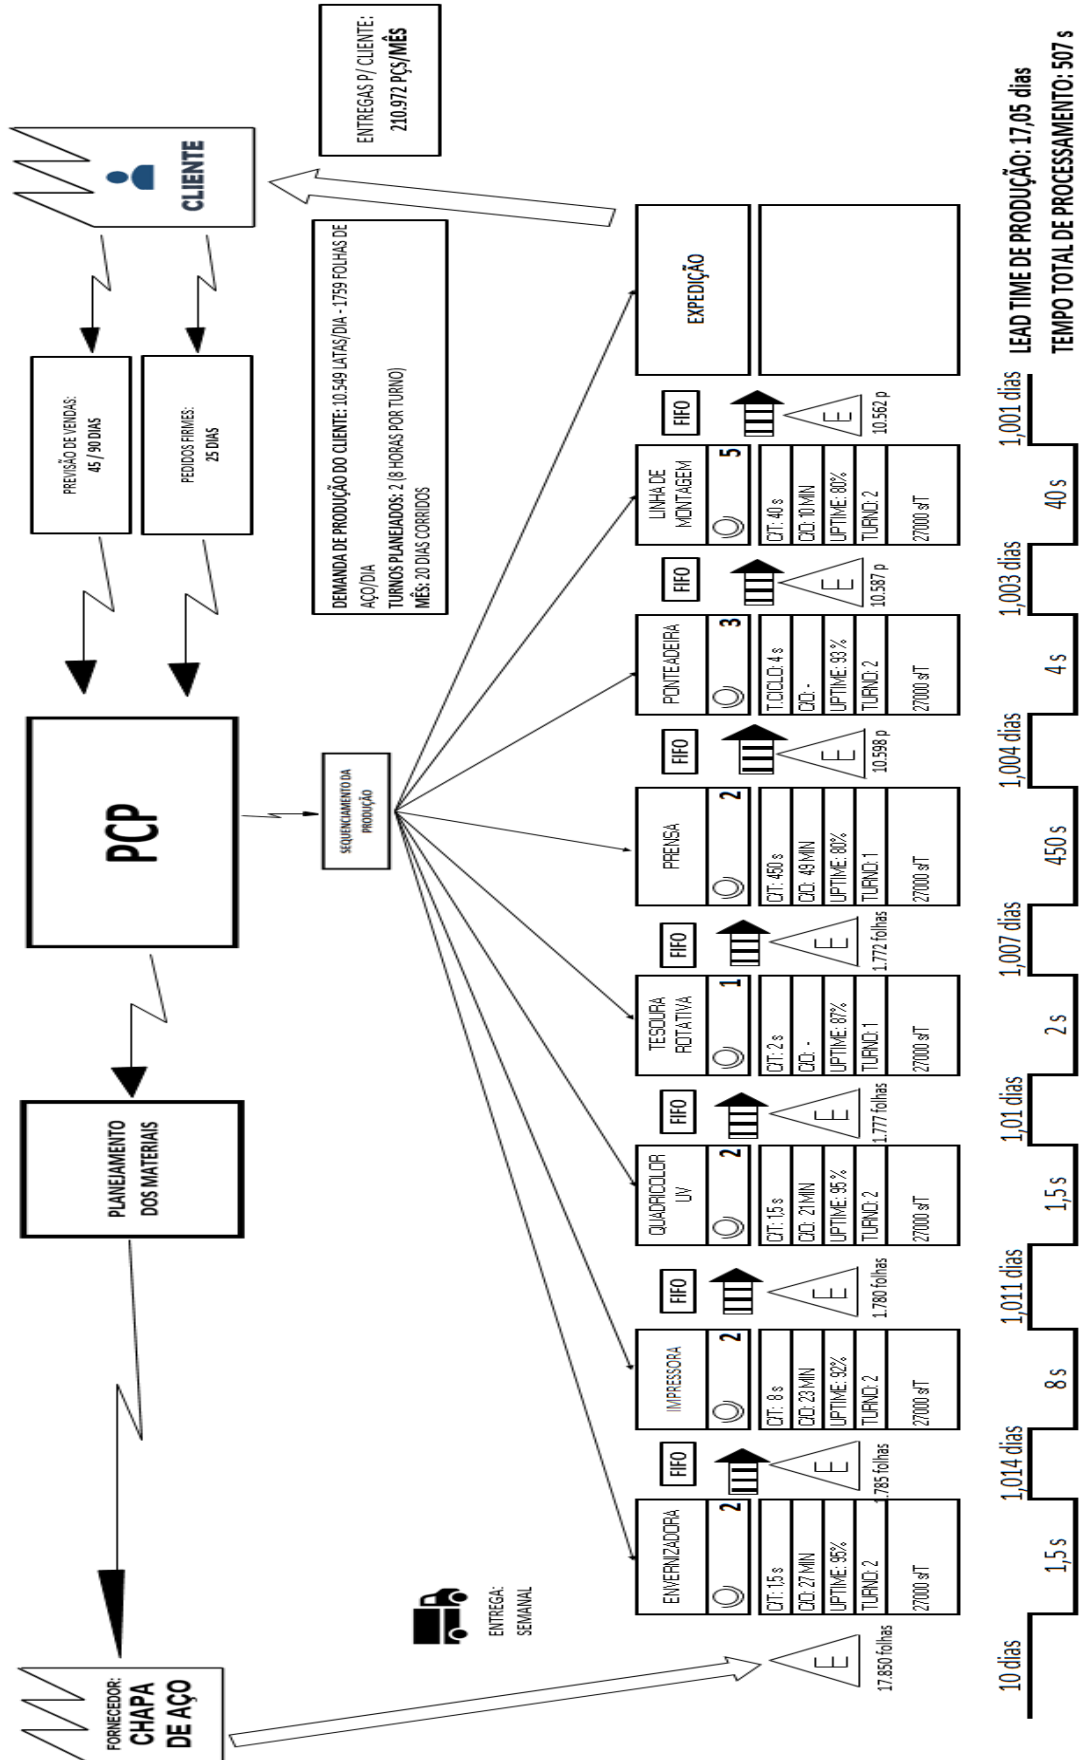 FORNECEDOR:
CHAPA
DE AÇO
PLANEJAMENTO
DOS MATERIAIS
PCP
PREVISÃO DE VENDAS:
45 / 90 DIAS
PEDIDOS FIRMES:
25 DIAS
CLIENTE
SEQUENCIAMENTO DA
PRODUÇÃO
DEMANDA DE PRODUÇÃO DO CLIENTE: 10.549 LATAS/DIA - 1759 FOLHAS DE
AÇO/DIA
TURNOS PLANEJADOS: 2 (8 HORAS POR TURNO)
MÊS: 20 DIAS CORRIDOS
ENTREGAS P/ CLIENTE:
210.972 PÇS/MÊS
ENTREGA:
SEMANAL
E
17.850 folhas
ENVERNIZADORA
2
C/T: 1,5 s
C/O: 27 MIN
UPTIME: 95%
TURNO: 2
27000 s/T
FIFO
E
1.785 folhas
IMPRESSORA
2
C/T: 8 s
C/O: 23 MIN
UPTIME: 92%
TURNO: 2
27000 s/T
FIFO
E
1.780 folhas
QUADRICOLOR
UV
2
C/T: 1,5 s
C/O: 21 MIN
UPTIME: 95 %
TURNO: 2
27000 s/T
FIFO
E
1.777 folhas
TESOURA
ROTATIVA
1
C/T: 2 s
C/O: -
UPTIME: 87%
TURNO: 1
27000 s/T
FIFO
E
1.772 folhas
PRENSA
2
C/T: 450 s
C/O: 49 MIN
UPTIME: 80%
TURNO: 1
27000 s/T
FIFO
E
10.598 p
PONTEADEIRA
3
T.CICLO: 4 s
C/O: -
UPTIME: 93 %
TURNO: 2
27000 s/T
FIFO
E
10.587 p
LINHA DE
MONTAGEM
5
C/T: 40 s
C/O: 10 MIN
UPTIME: 80%
TURNO: 2
27000 s/T
FIFO
E
10.562 p
EXPEDIÇÃO
10 dias
1,5 s
1,014 dias
8 s
1,011 dias
1,5 s
1,01 dias
2 s
1,007 dias
450 s
1,004 dias
4 s
1,003 dias
40 s
1,001 dias
LEAD TIME DE PRODUÇÃO: 17,05 dias
TEMPO TOTAL DE PROCESSAMENTO: 507 s